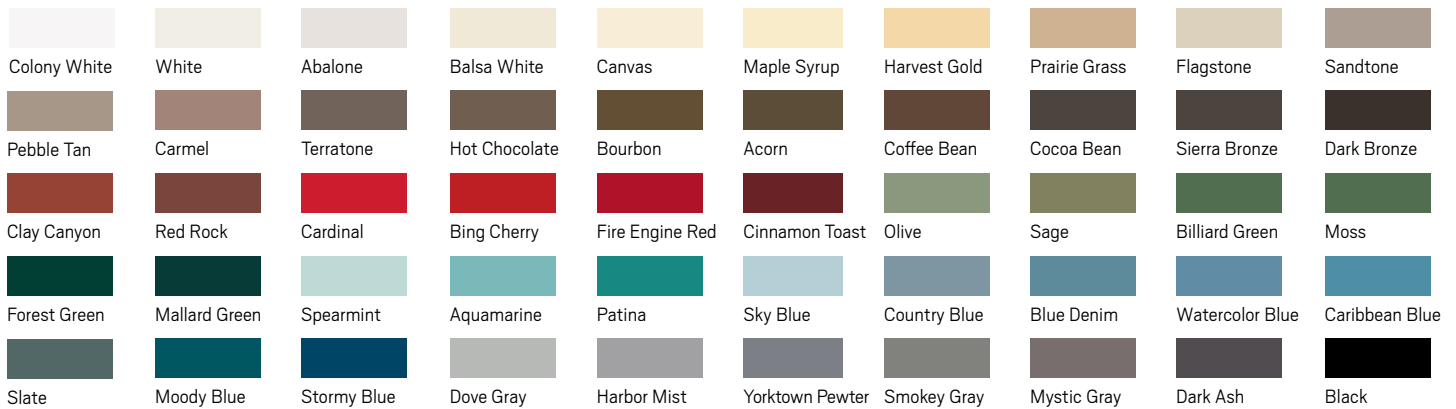 Colony White White Abalone Balsa White Canvas Maple Syrup Harvest Gold Prairie Grass Flagstone Sandtone
Pebble Tan Carmel Terratone Hot Chocolate Bourbon Acorn Coffee Bean Cocoa Bean Sierra Bronze Dark Bronze
Clay Canyon Red Rock Cardinal Bing Cherry Fire Engine Red Cinnamon Toast Olive Sage Billiard Green Moss
Forest Green Mallard Green Spearmint Aquamarine Patina Sky Blue Country Blue Blue Denim Watercolor Blue Caribbean Blue
Slate Moody Blue Stormy Blue Dove Gray Harbor Mist Yorktown Pewter Smokey Gray Mystic Gray Dark Ash Black